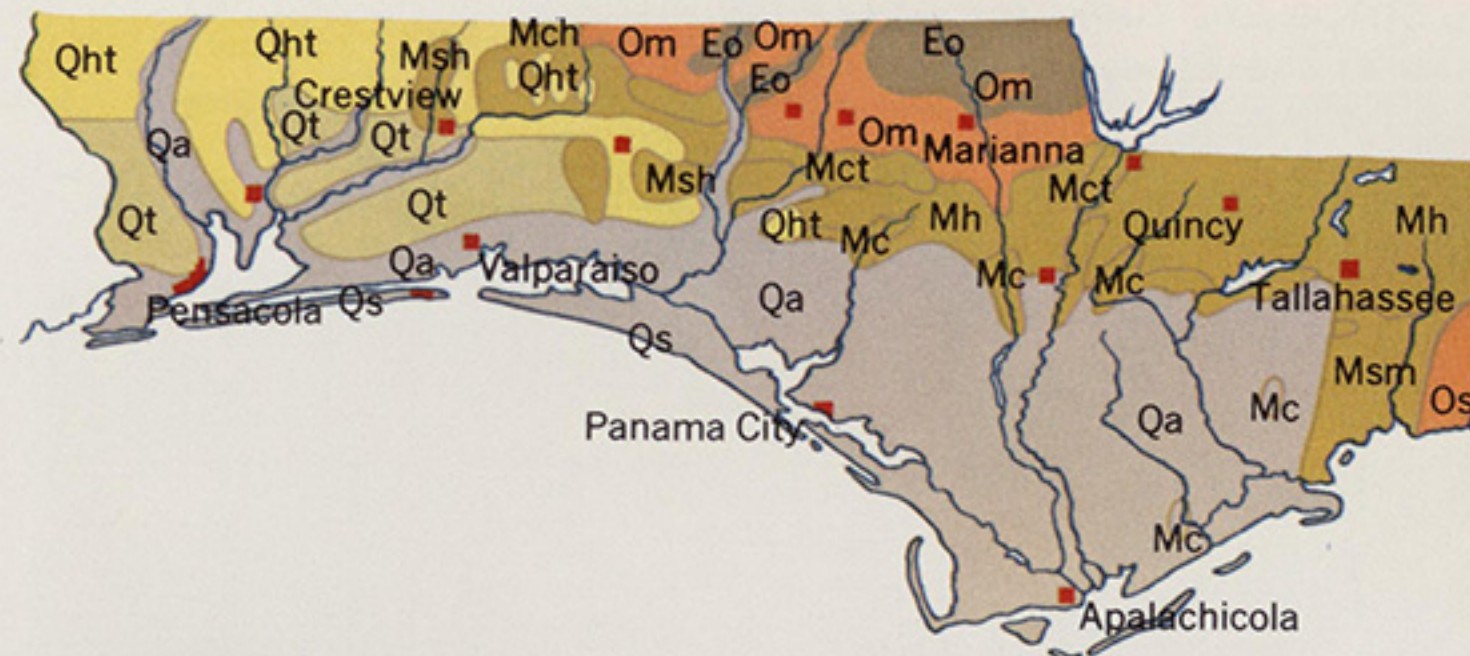 Qht
Qht
Msh
Mch
Qht
Om
Eo
Om
Eo
Eo
Om
Crestview
Qt
Qt
Qa
Om
Marianna
Qt
Qt
Msh
Mct
Mct
Qht
Mc
Mh
Quincy
Mh
Qa
Valparaiso
Qa
Mc
Mc
Tallahassee
Pensacola
Qs
Qs
Msm
Os
Panama City
Qa
Mc
Mc
Apalachicola